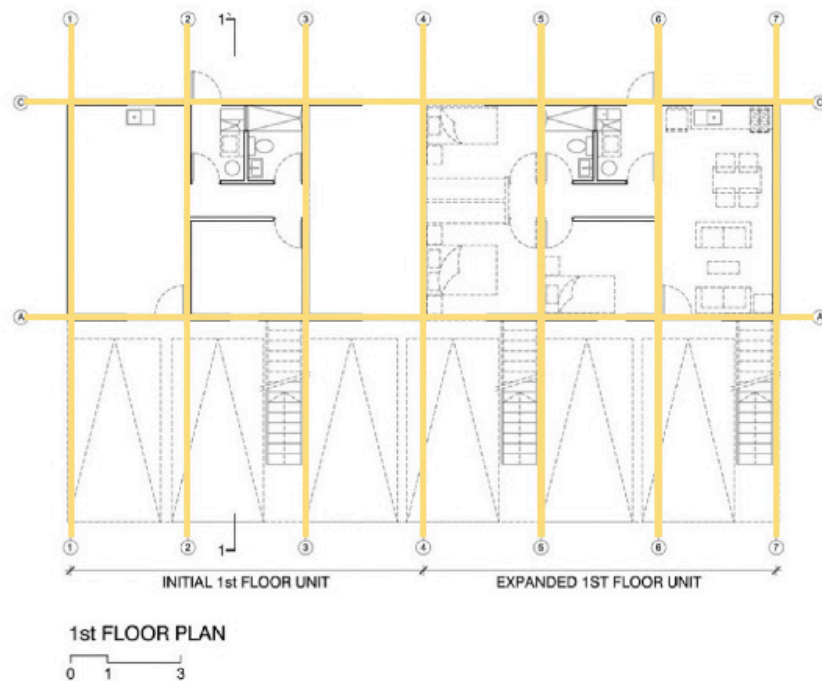 1 2 1 3 4 5 6 7
C C
A A
1 2 1 3 4 5 6 7
INITIAL 1st FLOOR UNIT EXPANDED 1ST FLOOR UNIT
1st FLOOR PLAN
0 1 3